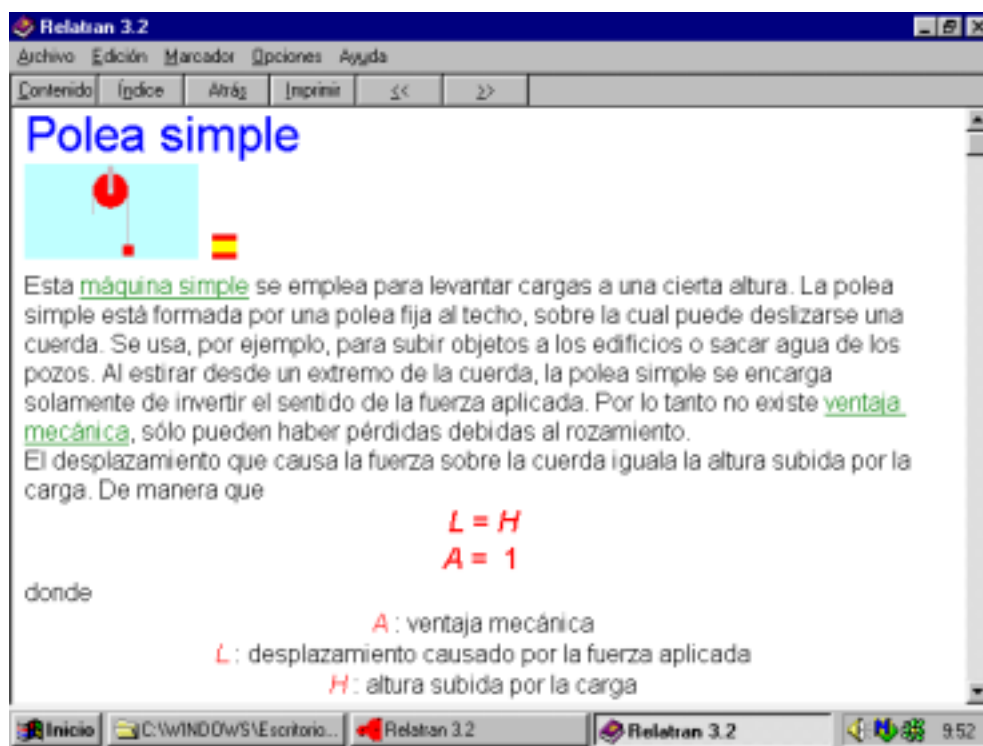 Relatran 3.2
Archivo Edición Marcador Opciones Ayuda
Contenido Índice Atrás Imprimir << >>
Polea simple
Esta máquina simple se emplea para levantar cargas a una cierta altura. La polea
simple está formada por una polea fija al techo, sobre la cual puede deslizarse una
cuerda. Se usa, por ejemplo, para subir objetos a los edificios o sacar agua de los
pozos. Al estirar desde un extremo de la cuerda, la polea simple se encarga
solamente de invertir el sentido de la fuerza aplicada. Por lo tanto no existe ventaja
mecánica, sólo pueden haber pérdidas debidas al rozamiento.
El desplazamiento que causa la fuerza sobre la cuerda iguala la altura subida por la
carga. De manera que
L = H
A = 1
donde
A : ventaja mecánica
L : desplazamiento causado por la fuerza aplicada
H : altura subida por la carga
Inicio C:\WINDOWS\Escritorio... Relatran 3.2 Relatran 3.2 9:52